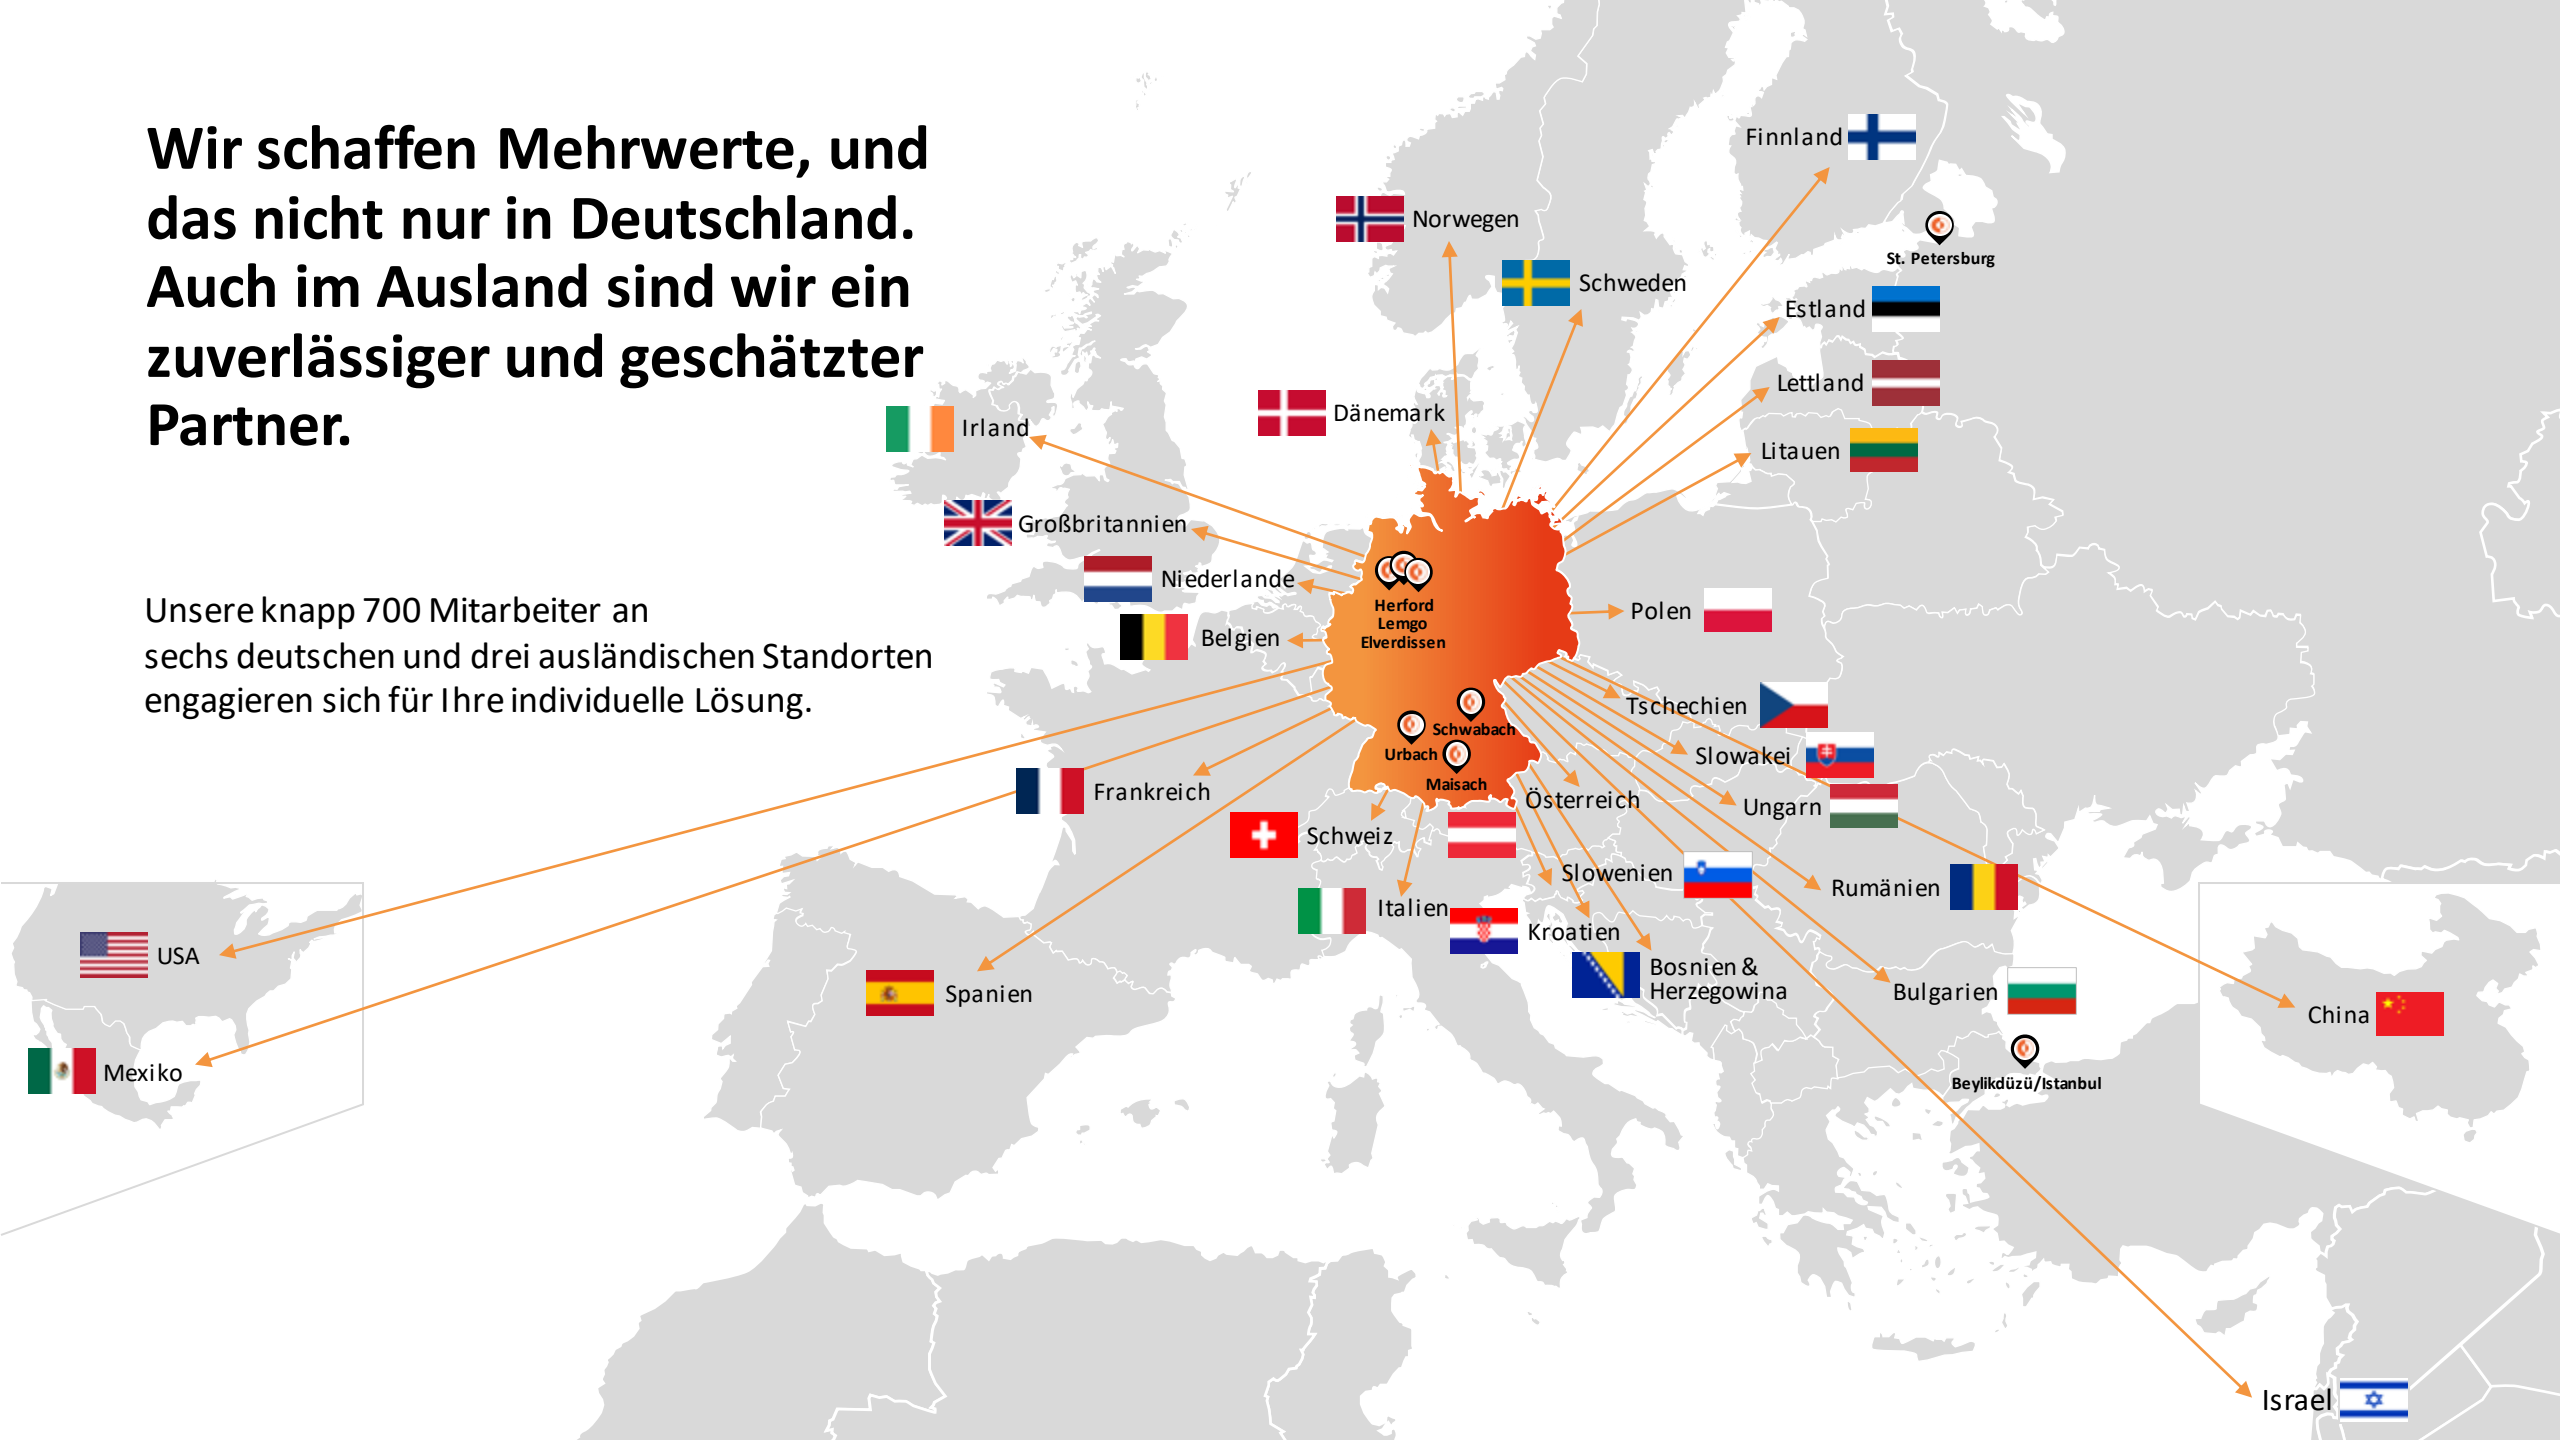 Wir schaffen Mehrwerte, und
das nicht nur in Deutschland.
Auch im Ausland sind wir ein
zuverlässiger und geschätzter
Partner.
Unsere knapp 700 Mitarbeiter an
sechs deutschen und drei ausländischen Standorten
engagieren sich für Ihre individuelle Lösung.
Finnland
Norwegen
St. Petersburg
Schweden
Estland
Lettland
Dänemark
Irland
Litauen
Großbritannien
Niederlande
Herford
Lemgo
Elverdissen
Polen
Belgien
Tschechien
Schwabach
Urbach
Slowakei
Maisach
Frankreich
Österreich
Ungarn
Schweiz
Slowenien
Rumänien
Italien
Kroatien
USA
Bosnien &
Herzegowina
Spanien
Bulgarien
China
Mexiko
Beylikdüzü/Istanbul
Israel